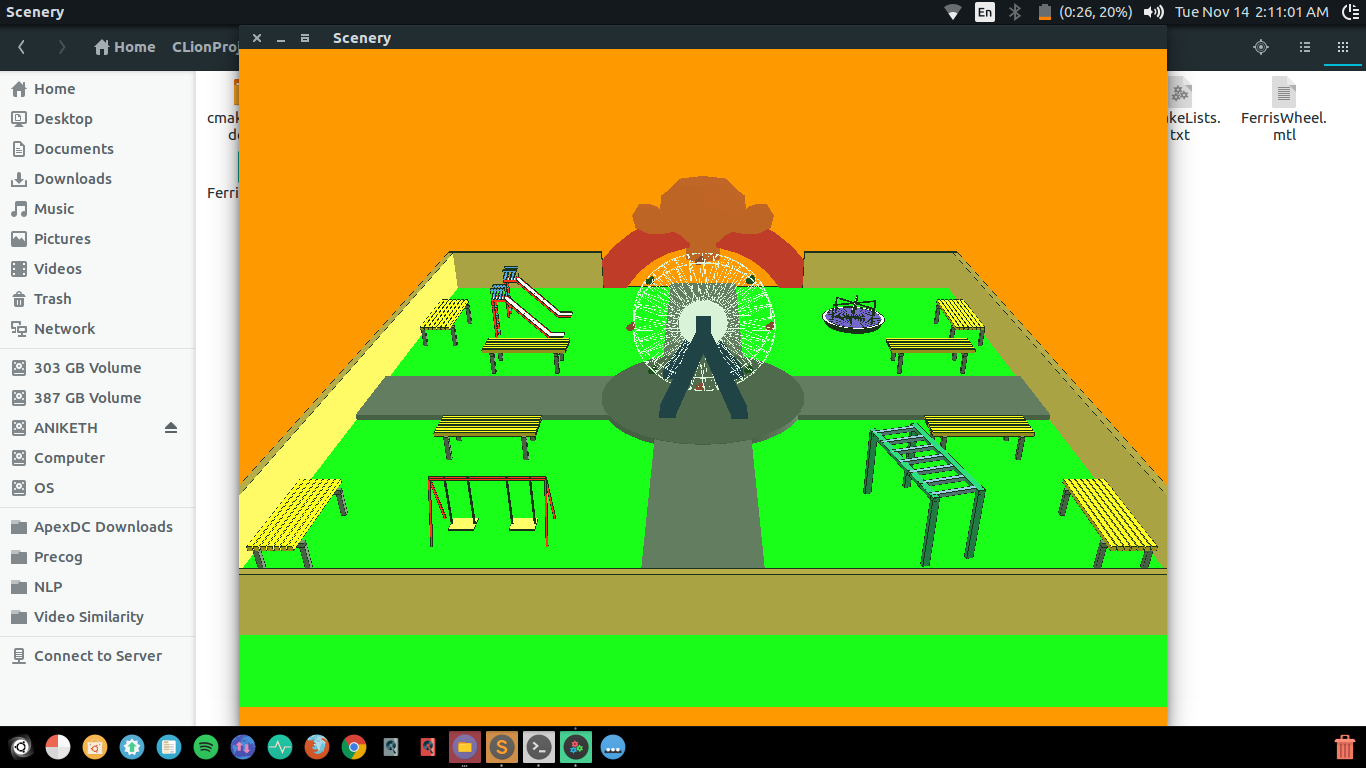 Scenery
En
(0:26, 20%)
Tue Nov 14 2:11:01 AM
Scenery
Home
CLionProj
Home
Desktop
Documents
Downloads
Music
Pictures
Videos
Trash
Network
303 GB Volume
387 GB Volume
ANIKETH
Computer
OS
ApexDC Downloads
Precog
NLP
Video Similarity
Connect to Server
cmak
d
Ferri
akeLists.
txt
FerrisWheel.
mtl
S